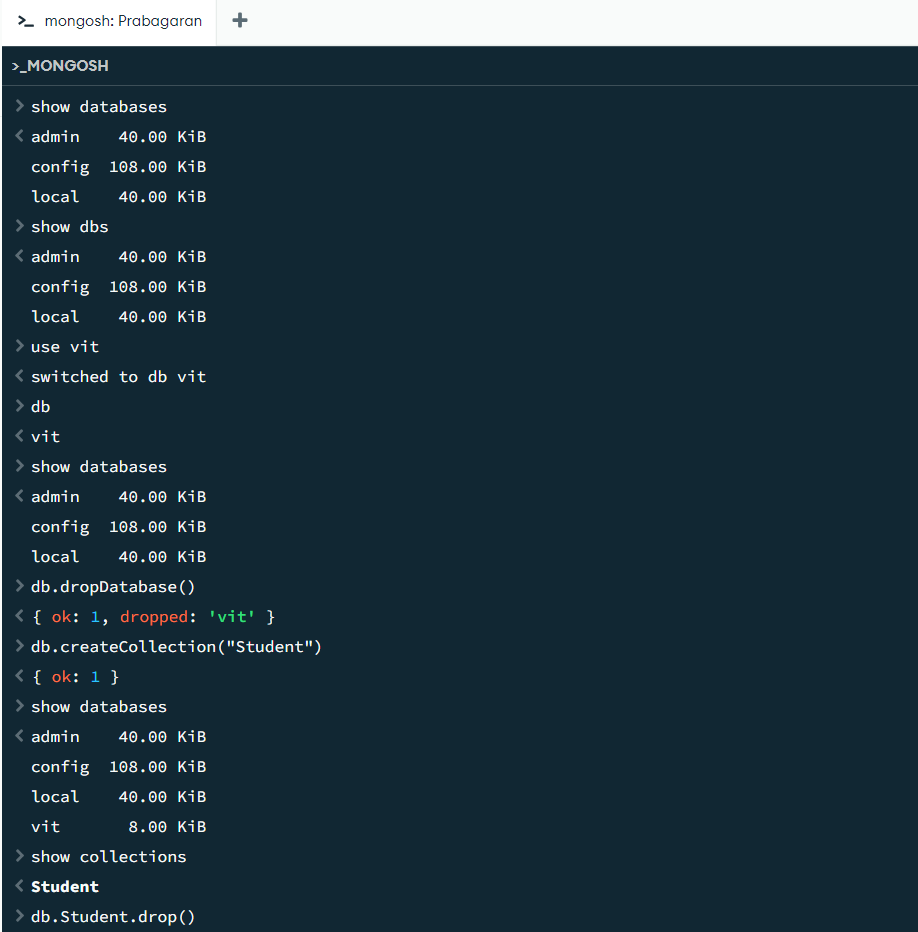 >_ mongosh: Prabagaran +
>_MONGOSH
> show databases
< admin    40.00 KiB
config  108.00 KiB
local    40.00 KiB
> show dbs
< admin    40.00 KiB
config  108.00 KiB
local    40.00 KiB
> use vit
< switched to db vit
> db
< vit
> show databases
< admin    40.00 KiB
config  108.00 KiB
local    40.00 KiB
> db.dropDatabase()
< { ok: 1, dropped: 'vit' }
> db.createCollection("Student")
< { ok: 1 }
> show databases
< admin    40.00 KiB
config  108.00 KiB
local    40.00 KiB
vit       8.00 KiB
> show collections
< Student
> db.Student.drop()